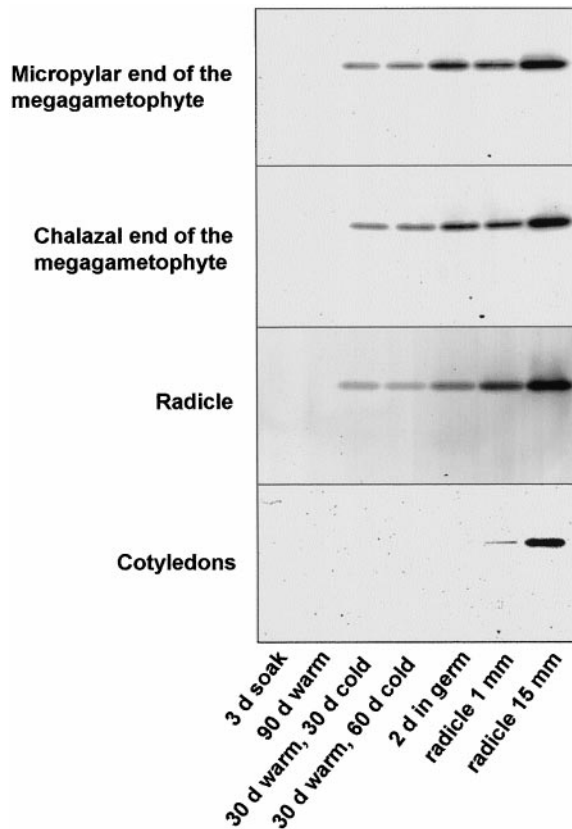 Micropylar end of the
megagametophyte
Chalazal end of the
megagametophyte
Radicle
Cotyledons
3 d soak
90 d warm
30 d warm, 30 d cold
30 d warm, 60 d cold
2 d in germ
radicle 1 mm
radicle 15 mm